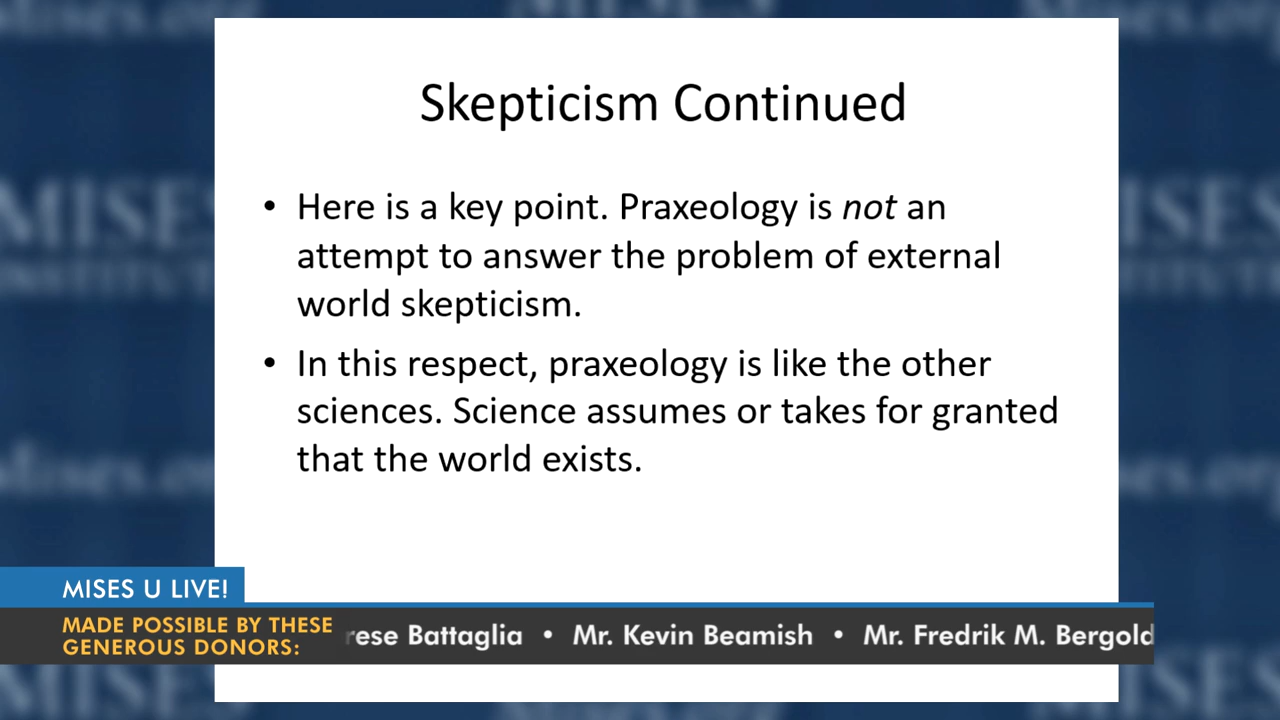 Skepticism Continued
• Here is a key point. Praxeology is not an
attempt to answer the problem of external
world skepticism.
• In this respect, praxeology is like the other
sciences. Science assumes or takes for granted
that the world exists.
MISES U LIVE!
MADE POSSIBLE BY THESE
GENEROUS DONORS:
rese Battaglia • Mr. Kevin Beamish • Mr. Fredrik M. Bergold